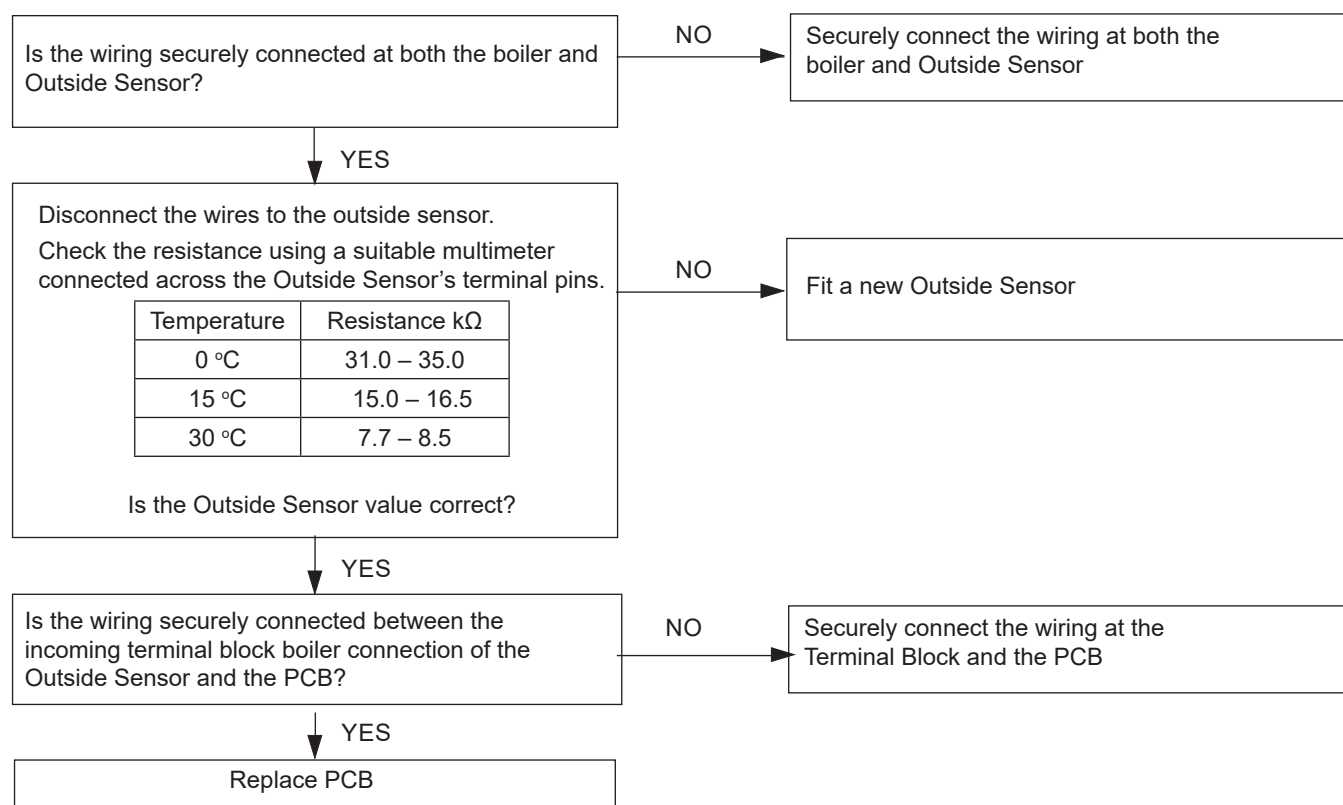 Is the wiring securely connected at both the boiler and
Outside Sensor?
NO
Securely connect the wiring at both the
boiler and Outside Sensor
YES
Disconnect the wires to the outside sensor.
Check the resistance using a suitable multimeter
connected across the Outside Sensor’s terminal pins.
Temperature Resistance kΩ
0 °C 31.0 – 35.0
15 °C 15.0 – 16.5
30 °C 7.7 – 8.5
Is the Outside Sensor value correct?
NO
Fit a new Outside Sensor
YES
Is the wiring securely connected between the
incoming terminal block boiler connection of the
Outside Sensor and the PCB?
NO
Securely connect the wiring at the
Terminal Block and the PCB
YES
Replace PCB